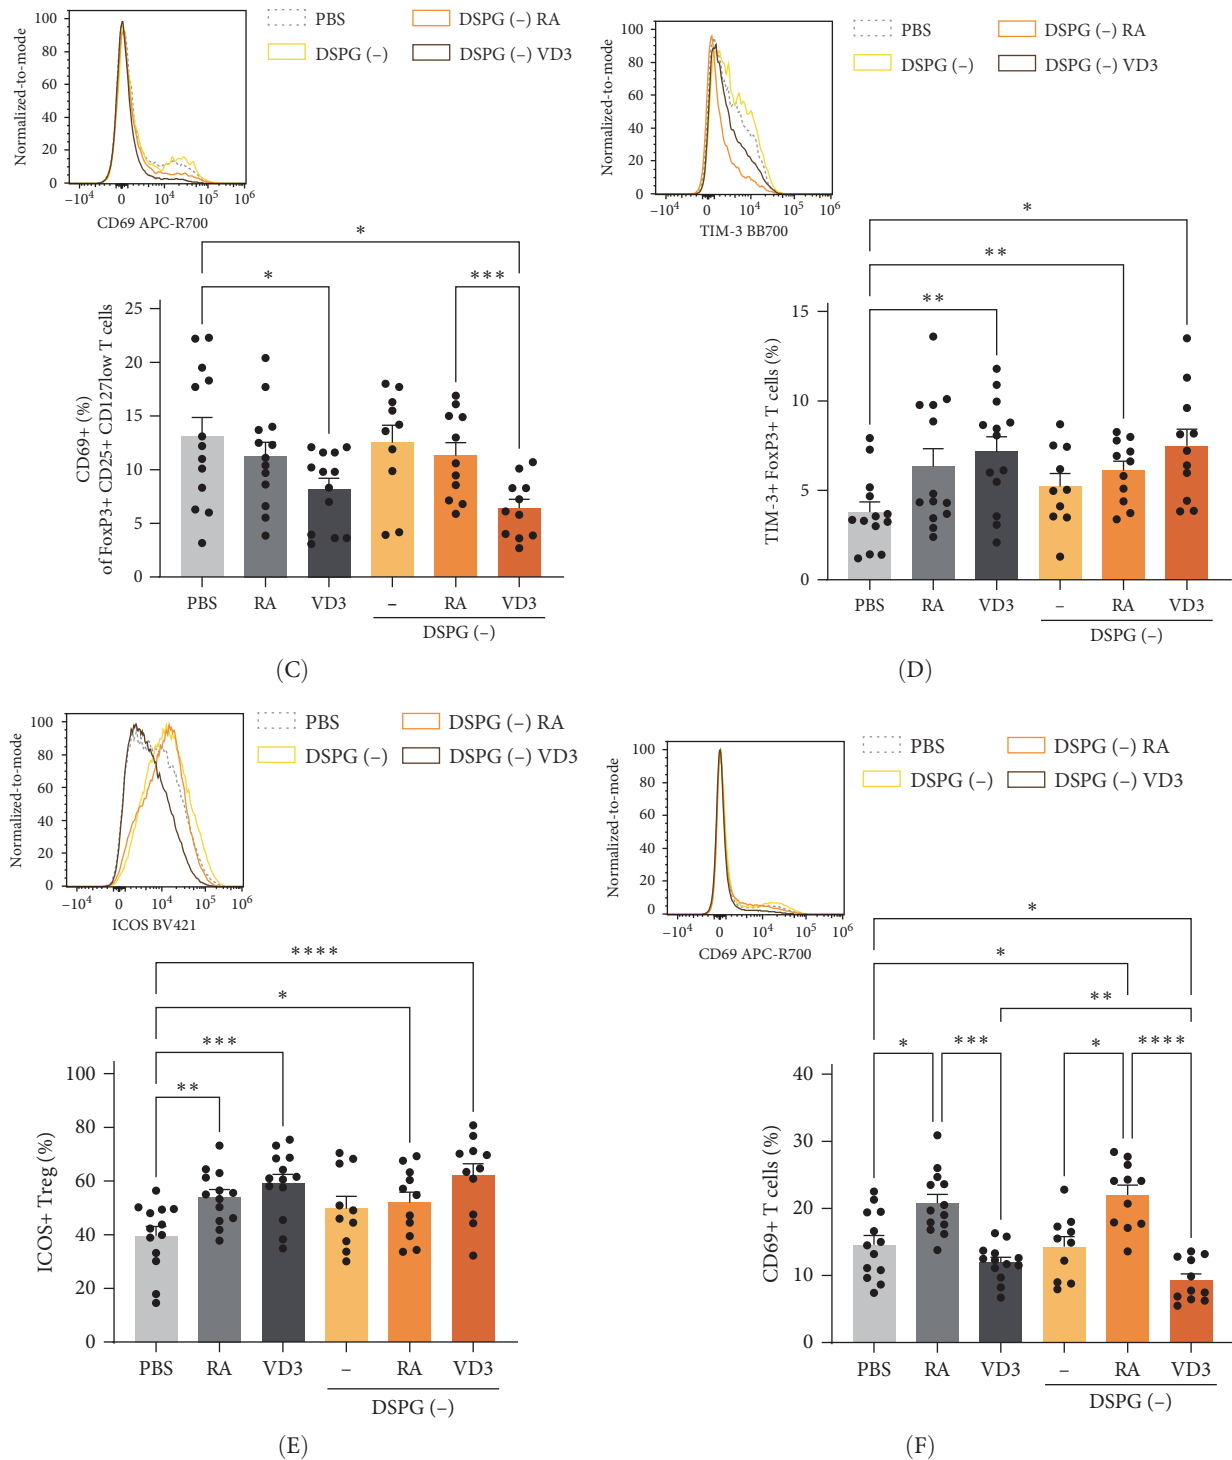 PBS
DSPG (–) RA
DSPG (–)
DSPG (–) VD3
Normalized-to-mode
100
80
60
40
20
0
–10⁴ 0 10⁴ 10⁵ 10⁶
CD69 APC-R700
*
* ***
CD69+ (%)
of FoxP3+ CD25+ CD127low T cells
25
20
15
10
5
0
PBS RA VD3 – RA VD3
DSPG (–)
(C)
PBS
DSPG (–) RA
DSPG (–)
DSPG (–) VD3
Normalized-to-mode
100
80
60
40
20
0
–10⁴ 0 10⁴ 10⁵ 10⁶
TIM-3 BB700
*
**
**
TIM-3+ FoxP3+ T cells (%)
15
10
5
0
PBS RA VD3 – RA VD3
DSPG (–)
(D)
PBS
DSPG (–) RA
DSPG (–)
DSPG (–) VD3
Normalized-to-mode
100
80
60
40
20
0
–10⁴ 0 10⁴ 10⁵ 10⁶
ICOS BV421
****
*
***
**
ICOS+ Treg (%)
100
80
60
40
20
0
PBS RA VD3 – RA VD3
DSPG (–)
(E)
PBS
DSPG (–) RA
DSPG (–)
DSPG (–) VD3
Normalized-to-mode
100
80
60
40
20
0
–10⁴ 0 10⁴ 10⁵ 10⁶
CD69 APC-R700
*
*
**
* *** * ****
CD69+ T cells (%)
40
30
20
10
0
PBS RA VD3 – RA VD3
DSPG (–)
(F)